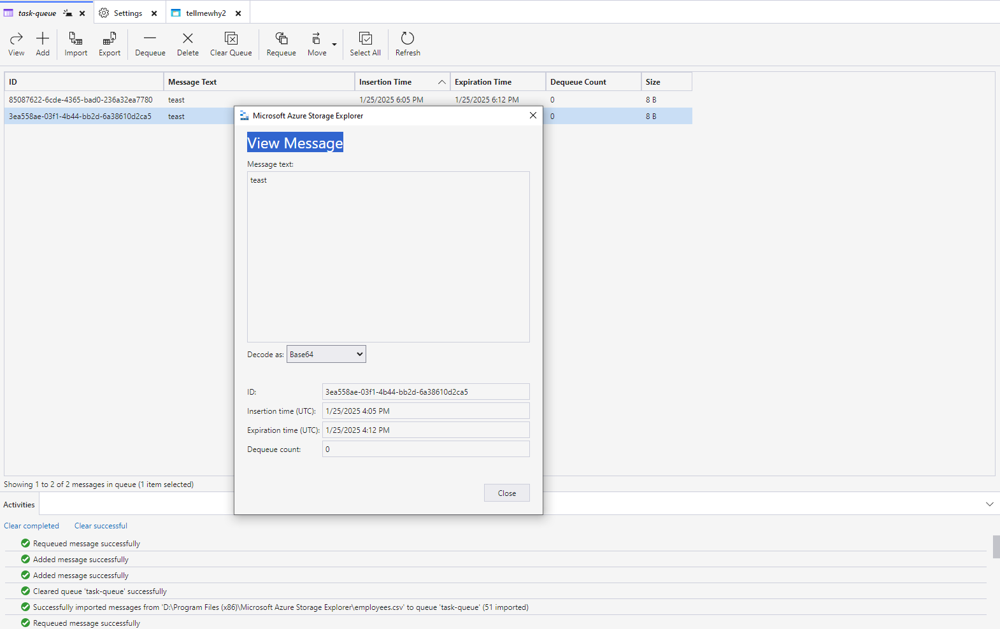 task-queue
Settings
tellmewhy2
View
Add
Import
Export
Dequeue
Delete
Clear Queue
Requeue
Move
Select All
Refresh
ID Message Text Insertion Time Expiration Time Dequeue Count Size
85087622-6cde-4365-bad0-236a32ea7780 teast 1/25/2025 6:05 PM 1/25/2025 6:12 PM 0 8 B
3ea558ae-03f1-4b44-bb2d-6a38610d2ca5 teast 0 8 B
Microsoft Azure Storage Explorer
View Message
Message text:
teast
Decode as: Base64
ID: 3ea558ae-03f1-4b44-bb2d-6a38610d2ca5
Insertion time (UTC): 1/25/2025 4:05 PM
Expiration time (UTC): 1/25/2025 4:12 PM
Dequeue count: 0
Close
Showing 1 to 2 of 2 messages in queue (1 item selected)
Activities
Clear completed Clear successful
Requeued message successfully
Added message successfully
Added message successfully
Cleared queue 'task-queue' successfully
Successfully imported messages from 'D:\Program Files (x86)\Microsoft Azure Storage Explorer\employees.csv' to queue 'task-queue' (51 imported)
Requeued message successfully